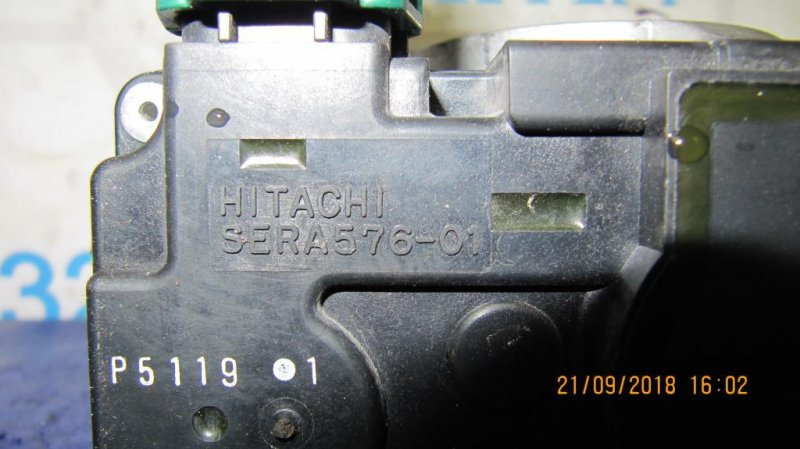 HITACHI
SERA576-01
P5119 1
21/09/2018 16:02